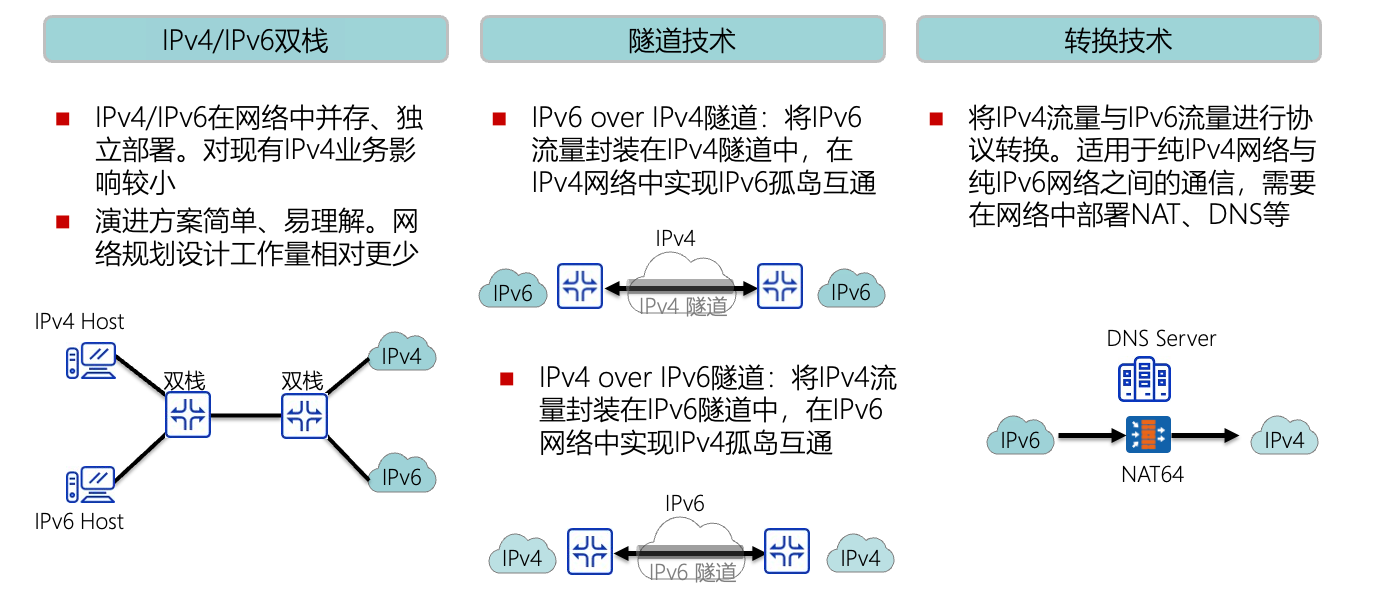 IPv4/IPv6双栈
IPv4/IPv6在网络中并存、独
立部署。对现有IPv4业务影
响较小
演进方案简单、易理解。网
络规划设计工作量相对更少
IPv4 Host
双栈
双栈
IPv4
IPv6
IPv6 Host
隧道技术
IPv6 over IPv4隧道：将IPv6
流量封装在IPv4隧道中，在
IPv4网络中实现IPv6孤岛互通
IPv4
IPv6
IPv4 隧道
IPv6
IPv4 over IPv6隧道：将IPv4流
量封装在IPv6隧道中，在IPv6
网络中实现IPv4孤岛互通
IPv6
IPv4
IPv6 隧道
IPv4
转换技术
将IPv4流量与IPv6流量进行协
议转换。适用于纯IPv4网络与
纯IPv6网络之间的通信，需要
在网络中部署NAT、DNS等
DNS Server
IPv6
IPv4
NAT64